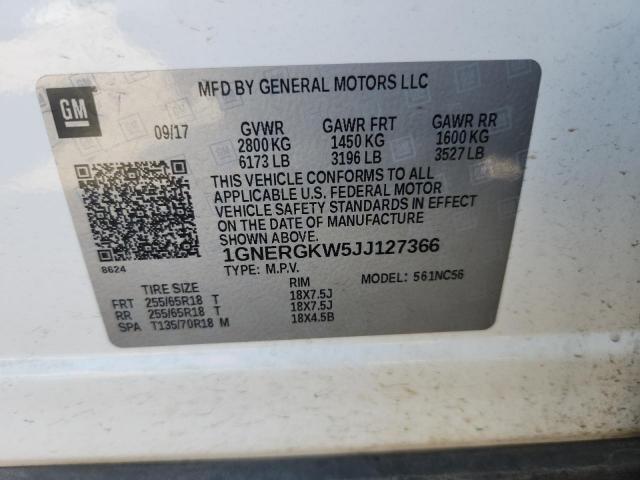 MFD BY GENERAL MOTORS LLC
GM
09/17 GVWR GAWR FRT GAWR RR
2800 KG 1450 KG 1600 KG
6173 LB 3196 LB 3527 LB
THIS VEHICLE CONFORMS TO ALL
APPLICABLE U.S. FEDERAL MOTOR
VEHICLE SAFETY STANDARDS IN EFFECT
ON THE DATE OF MANUFACTURE
SHOWN ABOVE.
1GNERGKW5JJ127366
8624
TYPE: M.P.V. MODEL: 561NC56
TIRE SIZE RIM
FRT 255/65R18 T 18X7.5J
RR 255/65R18 T 18X7.5J
SPA T135/70R18 M 18X4.5B